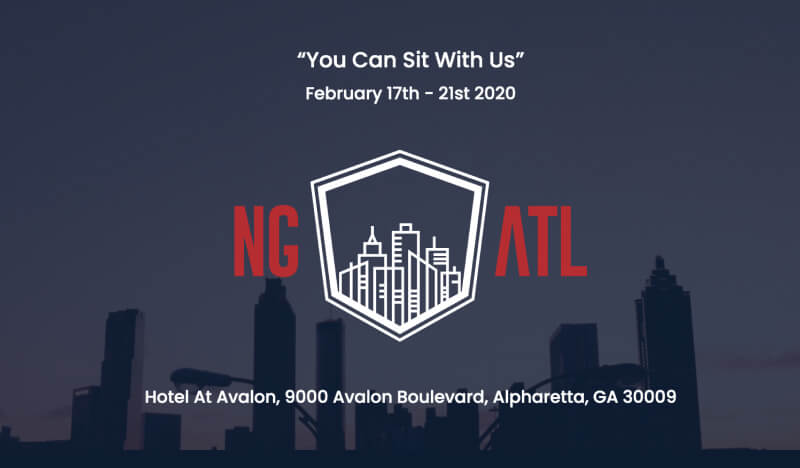 “You Can Sit With Us”
February 17th - 21st 2020
NG ATL
Hotel At Avalon, 9000 Avalon Boulevard, Alpharetta, GA 30009